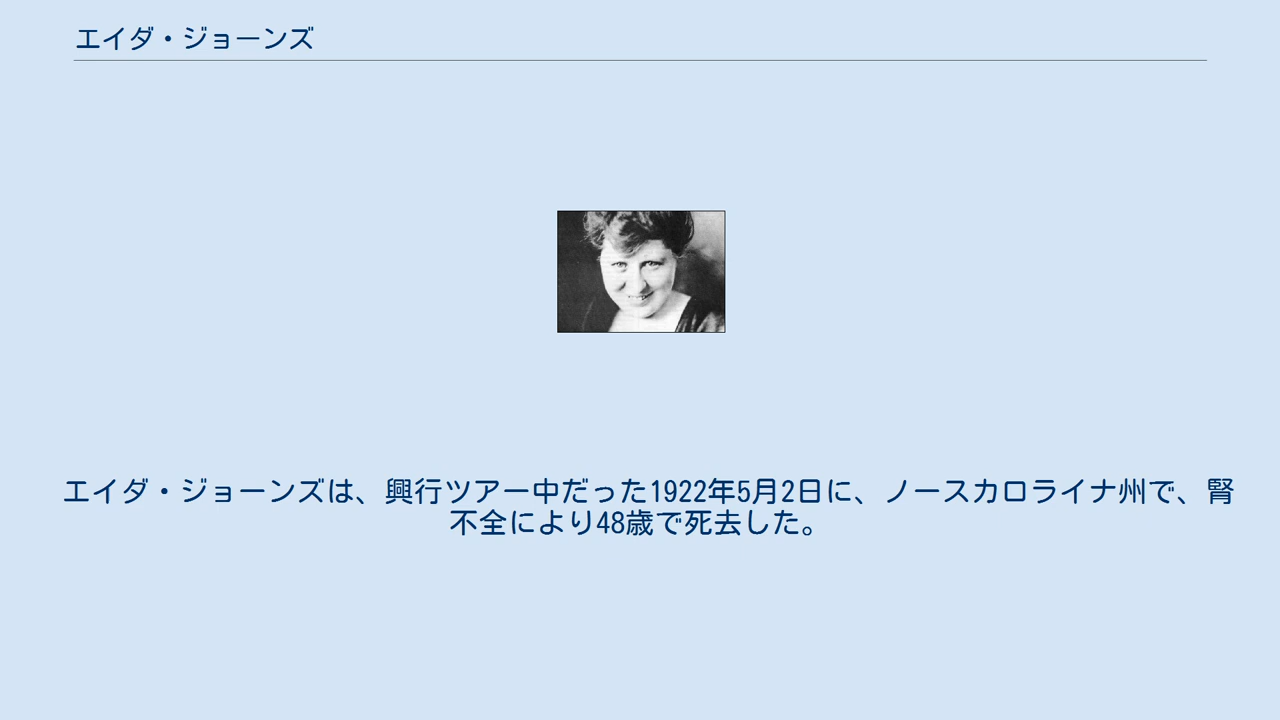 エイダ・ジョーンズ
エイダ・ジョーンズは、興行ツアー中だった1922年5月2日に、ノースカロライナ州で、腎
不全により48歳で死去した。